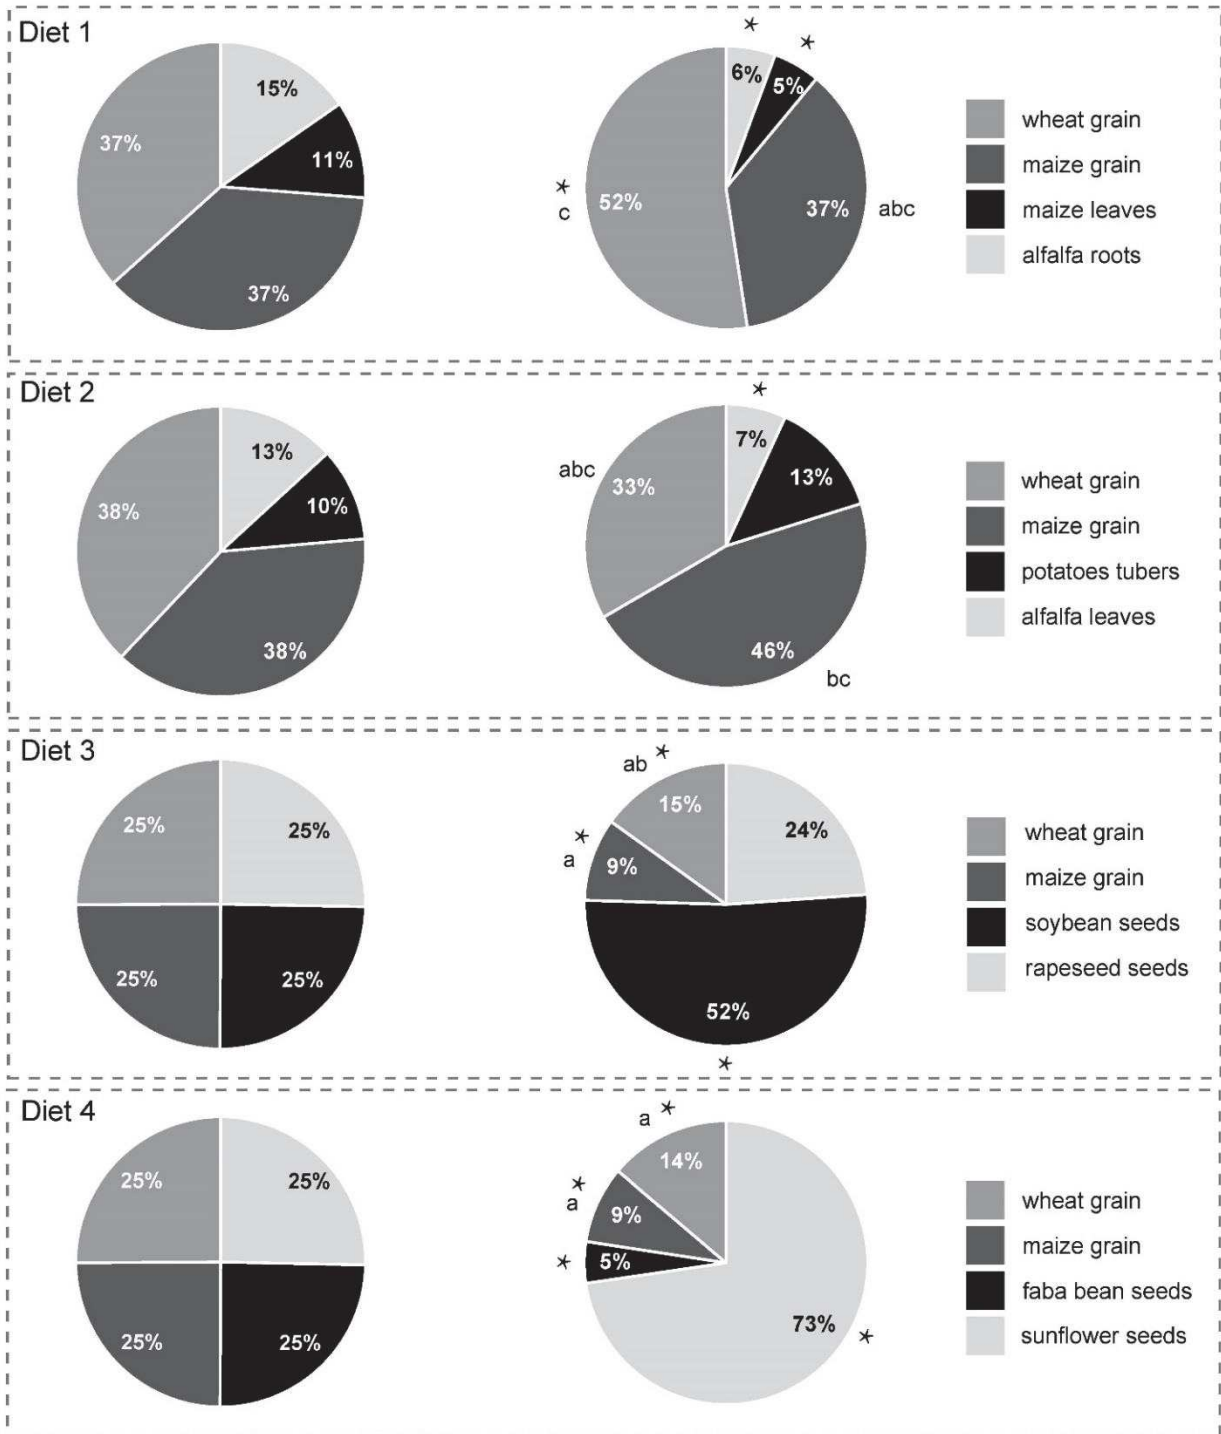 Diet 1
15%
11%
37%
37%
*
*
6%
5%
37%
abc
52%
*
c
wheat grain
maize grain
maize leaves
alfalfa roots
Diet 2
13%
10%
38%
38%
*
7%
13%
46%
bc
abc
33%
wheat grain
maize grain
potatoes tubers
alfalfa leaves
Diet 3
25%
25%
25%
25%
ab *
15%
24%
*
a
9%
52%
*
wheat grain
maize grain
soybean seeds
rapeseed seeds
Diet 4
25%
25%
25%
25%
a *
14%
*
a
9%
*
5%
73%
*
wheat grain
maize grain
faba bean seeds
sunflower seeds